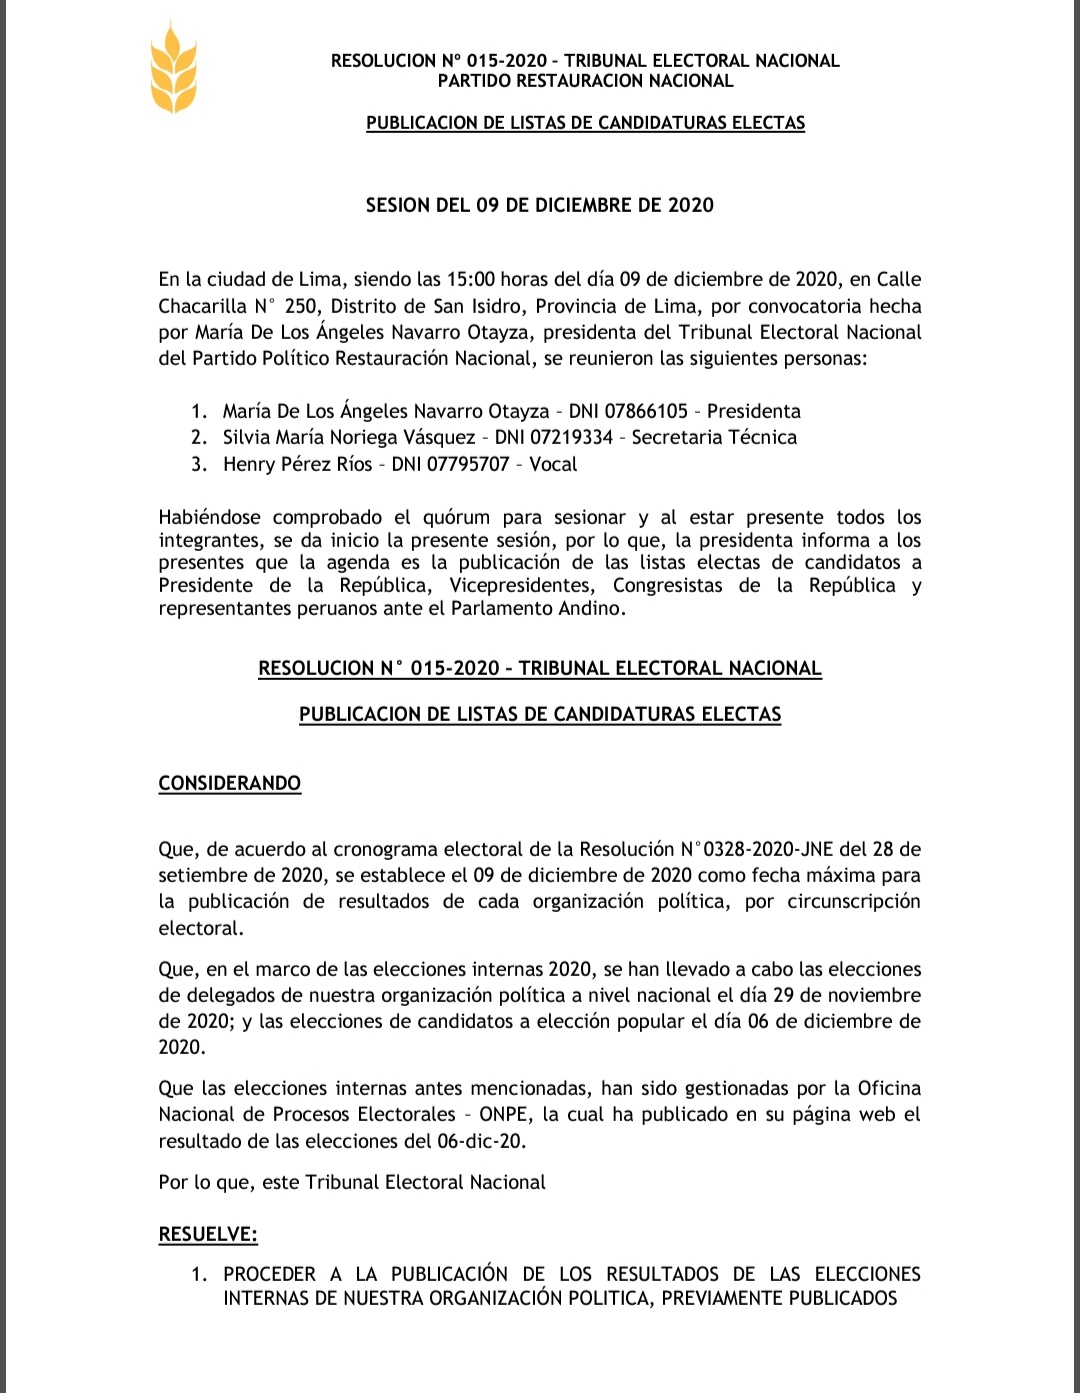 RESOLUCION Nº 015-2020 – TRIBUNAL ELECTORAL NACIONAL
PARTIDO RESTAURACION NACIONAL
PUBLICACION DE LISTAS DE CANDIDATURAS ELECTAS
SESION DEL 09 DE DICIEMBRE DE 2020
En la ciudad de Lima, siendo las 15:00 horas del día 09 de diciembre de 2020, en Calle
Chacarilla N° 250, Distrito de San Isidro, Provincia de Lima, por convocatoria hecha
por María De Los Ángeles Navarro Otayza, presidenta del Tribunal Electoral Nacional
del Partido Político Restauración Nacional, se reunieron las siguientes personas:
1. María De Los Ángeles Navarro Otayza – DNI 07866105 – Presidenta
2. Silvia María Noriega Vásquez – DNI 07219334 – Secretaria Técnica
3. Henry Pérez Ríos – DNI 07795707 – Vocal
Habiéndose comprobado el quórum para sesionar y al estar presente todos los
integrantes, se da inicio la presente sesión, por lo que, la presidenta informa a los
presentes que la agenda es la publicación de las listas electas de candidatos a
Presidente de la República, Vicepresidentes, Congresistas de la República y
representantes peruanos ante el Parlamento Andino.
RESOLUCION N° 015-2020 – TRIBUNAL ELECTORAL NACIONAL
PUBLICACION DE LISTAS DE CANDIDATURAS ELECTAS
CONSIDERANDO
Que, de acuerdo al cronograma electoral de la Resolución N°0328-2020-JNE del 28 de
setiembre de 2020, se establece el 09 de diciembre de 2020 como fecha máxima para
la publicación de resultados de cada organización política, por circunscripción
electoral.
Que, en el marco de las elecciones internas 2020, se han llevado a cabo las elecciones
de delegados de nuestra organización política a nivel nacional el día 29 de noviembre
de 2020; y las elecciones de candidatos a elección popular el día 06 de diciembre de
2020.
Que las elecciones internas antes mencionadas, han sido gestionadas por la Oficina
Nacional de Procesos Electorales – ONPE, la cual ha publicado en su página web el
resultado de las elecciones del 06-dic-20.
Por lo que, este Tribunal Electoral Nacional
RESUELVE:
1. PROCEDER A LA PUBLICACIÓN DE LOS RESULTADOS DE LAS ELECCIONES
INTERNAS DE NUESTRA ORGANIZACIÓN POLITICA, PREVIAMENTE PUBLICADOS